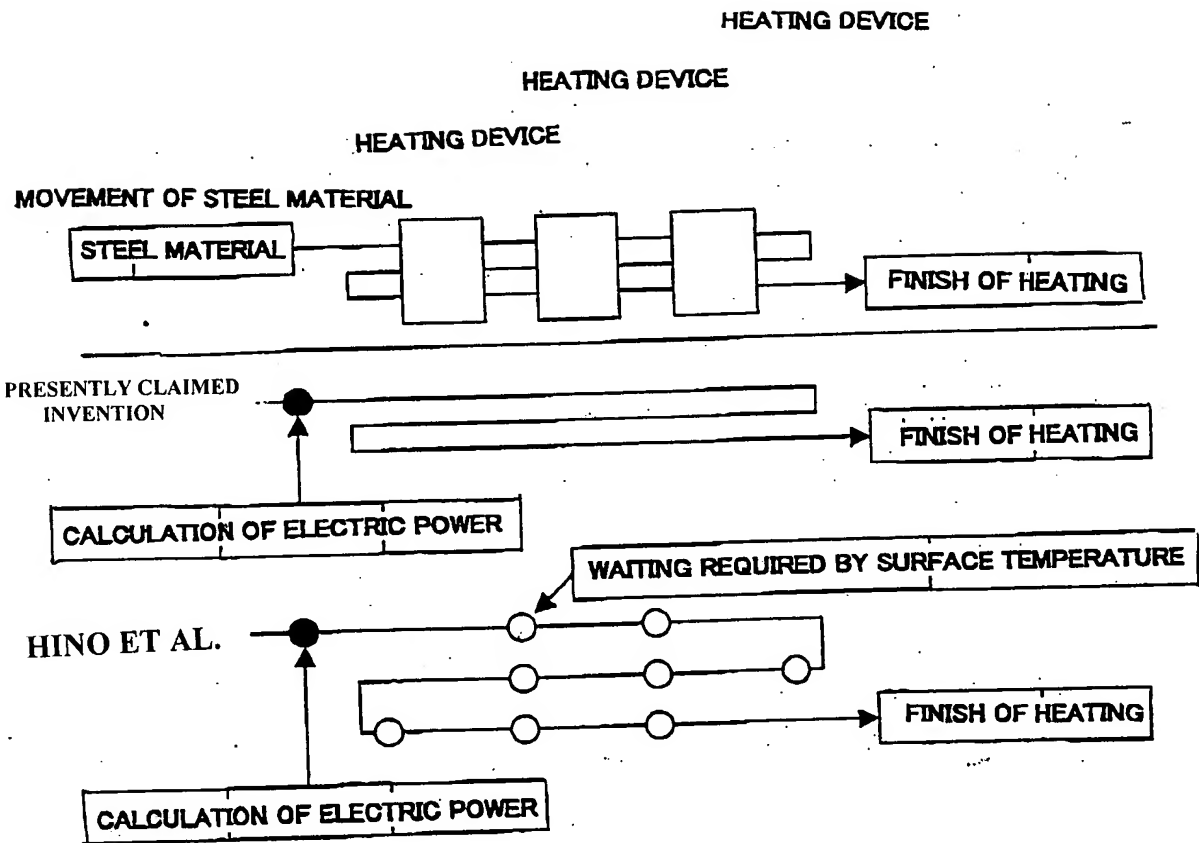 HEATING DEVICE
HEATING DEVICE
HEATING DEVICE
MOVEMENT OF STEEL MATERIAL
STEEL MATERIAL
FINISH OF HEATING
PRESENTLY CLAIMED
INVENTION
FINISH OF HEATING
CALCULATION OF ELECTRIC POWER
WAITING REQUIRED BY SURFACE TEMPERATURE
HINO ET AL.
FINISH OF HEATING
CALCULATION OF ELECTRIC POWER